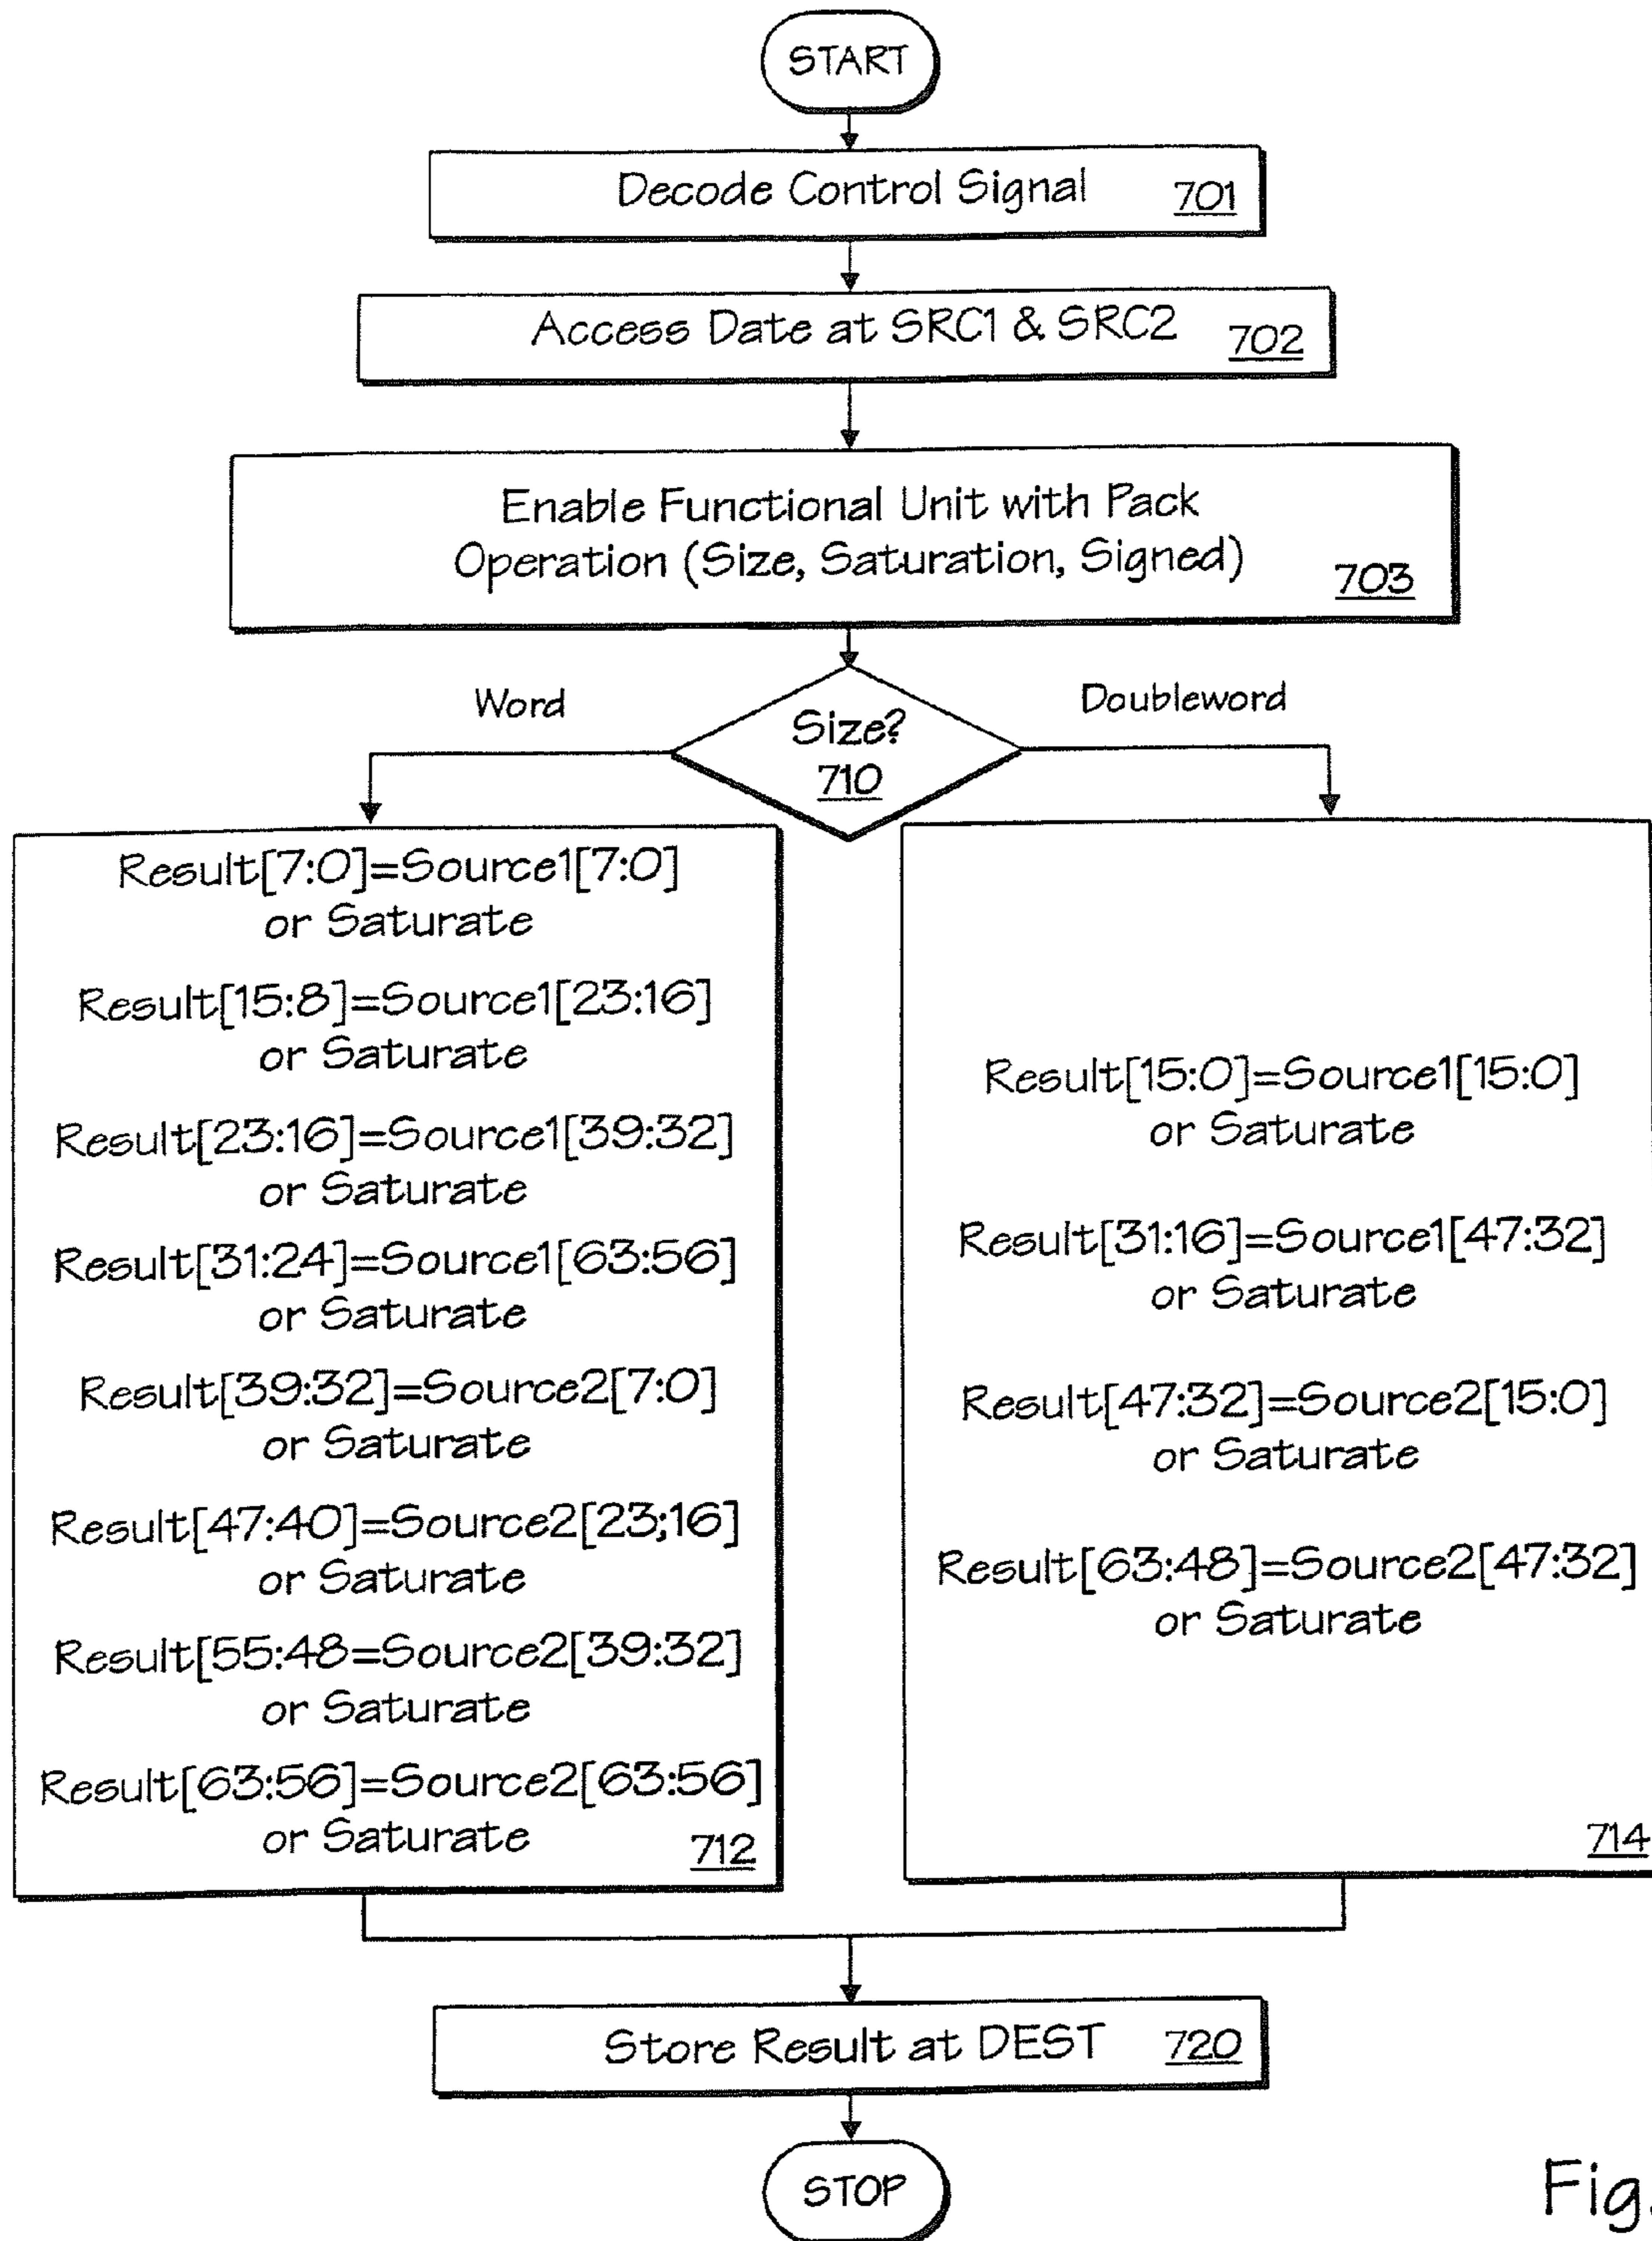 START
Decode Control Signal 701
Access Date at SRC1 & SRC2 702
Enable Functional Unit with Pack
Operation (Size, Saturation, Signed) 703
Word
Doubleword
Size?
710
Result[7:0]=Source1[7:0]
or Saturate
Result[15:8]=Source1[23:16]
or Saturate
Result[23:16]=Source1[39:32]
or Saturate
Result[31:24]=Source1[63:56]
or Saturate
Result[39:32]=Source2[7:0]
or Saturate
Result[47:40]=Source2[23;16]
or Saturate
Result[55:48=Source2[39:32]
or Saturate
Result[63:56]=Source2[63:56]
or Saturate
712
Result[15:0]=Source1[15:0]
or Saturate
Result[31:16]=Source1[47:32]
or Saturate
Result[47:32]=Source2[15:0]
or Saturate
Result[63:48]=Source2[47:32]
or Saturate
714
Store Result at DEST 720
STOP
Fig.